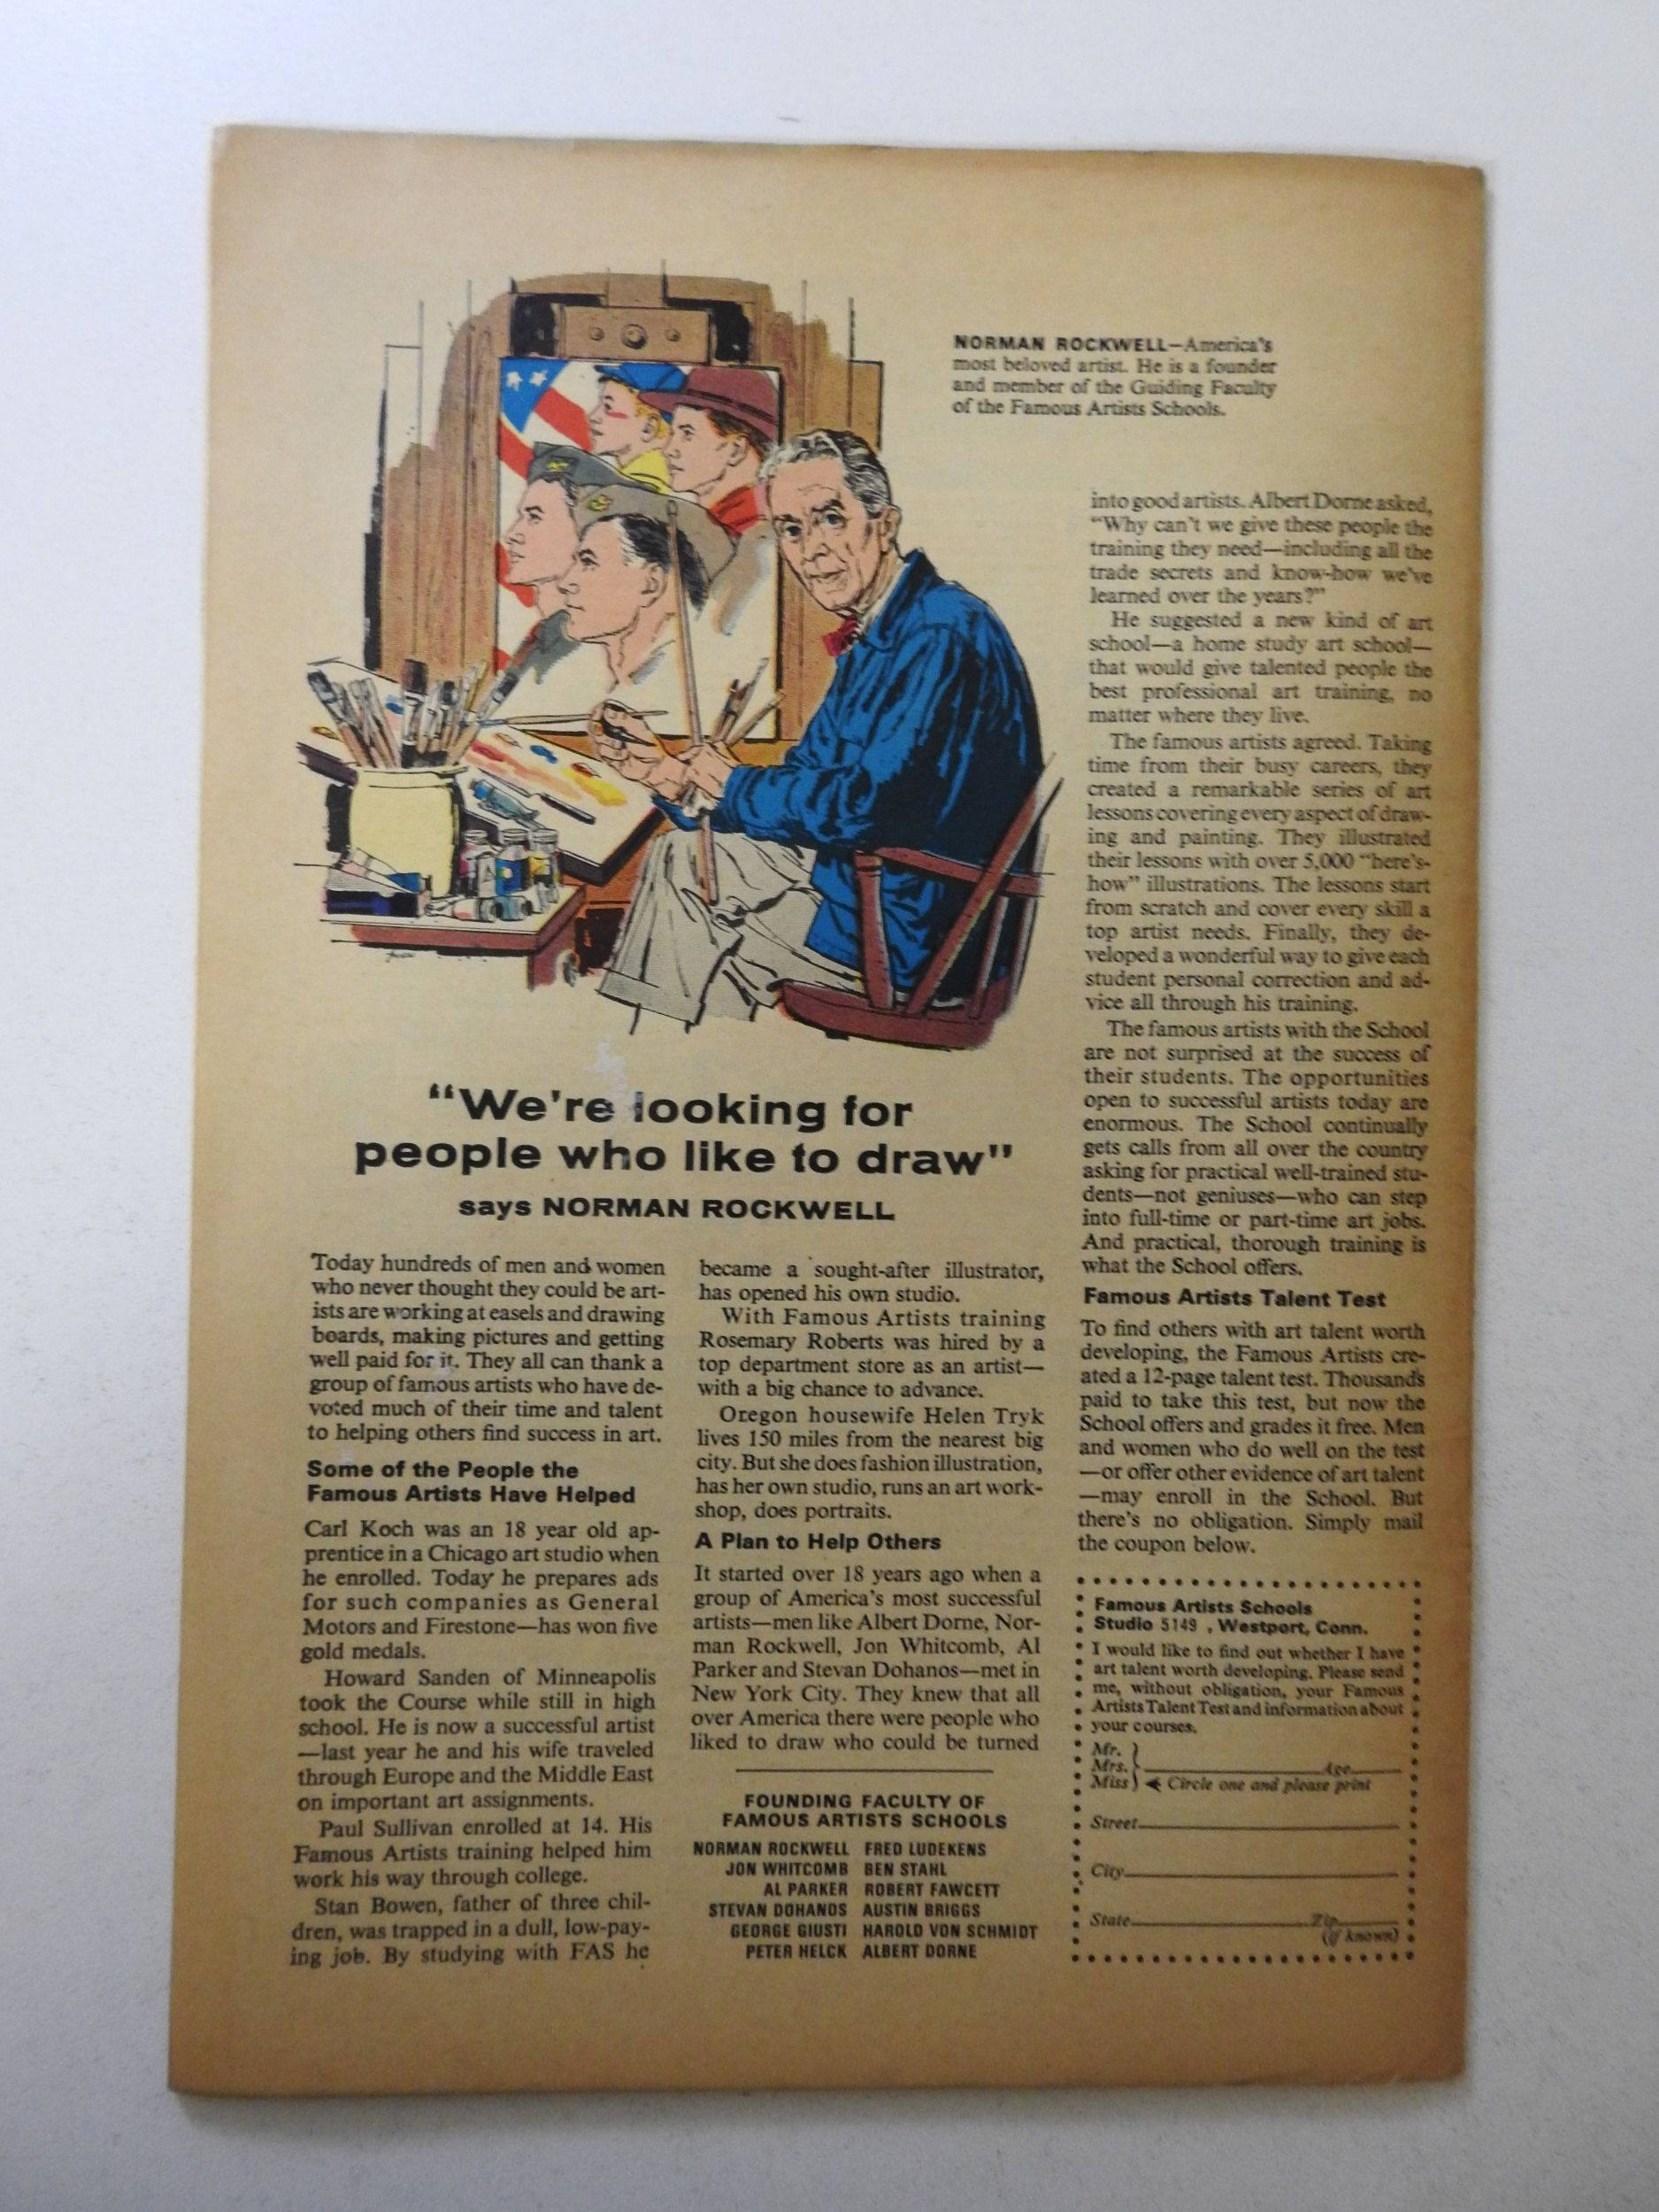 NORMAN ROCKWELL—America's
most beloved artist. He is a founder
and member of the Guiding Faculty
of the Famous Artists Schools.
"We're looking for
people who like to draw"
says NORMAN ROCKWELL
Today hundreds of men and women
who never thought they could be art-
ists are working at easels and drawing
boards, making pictures and getting
well paid for it. They all can thank a
group of famous artists who have de-
voted much of their time and talent
to helping others find success in art.
Some of the People the
Famous Artists Have Helped
Carl Koch was an 18 year old ap-
prentice in a Chicago art studio when
he enrolled. Today he prepares ads
for such companies as General
Motors and Firestone—has won five
gold medals.
Howard Sanden of Minneapolis
took the Course while still in high
school. He is now a successful artist
—last year he and his wife traveled
through Europe and the Middle East
on important art assignments.
Paul Sullivan enrolled at 14. His
Famous Artists training helped him
work his way through college.
Stan Bowen, father of three chil-
dren, was trapped in a dull, low-pay-
ing job. By studying with FAS he
became a sought-after illustrator,
has opened his own studio.
With Famous Artists training
Rosemary Roberts was hired by a
top department store as an artist—
with a big chance to advance.
Oregon housewife Helen Tryk
lives 150 miles from the nearest big
city. But she does fashion illustration,
has her own studio, runs an art work-
shop, does portraits.
A Plan to Help Others
It started over 18 years ago when a
group of America's most successful
artists—men like Albert Dorne, Nor-
man Rockwell, Jon Whitcomb, Al
Parker and Stevan Dohanos—met in
New York City. They knew that all
over America there were people who
liked to draw who could be turned
FOUNDING FACULTY OF
FAMOUS ARTISTS SCHOOLS
NORMAN ROCKWELL FRED LUDEKENS
JON WHITCOMB BEN STAHL
AL PARKER ROBERT FAWCETT
STEVAN DOHANOS AUSTIN BRIGGS
GEORGE GIUSTI HAROLD VON SCHMIDT
PETER HELCK ALBERT DORNE
into good artists. Albert Dorne asked,
"Why can't we give these people the
training they need—including all the
trade secrets and know-how we've
learned over the years?"
He suggested a new kind of art
school—a home study art school—
that would give talented people the
best professional art training, no
matter where they live.
The famous artists agreed. Taking
time from their busy careers, they
created a remarkable series of art
lessons covering every aspect of draw-
ing and painting. They illustrated
their lessons with over 5,000 "here's-
how" illustrations. The lessons start
from scratch and cover every skill a
top artist needs. Finally, they de-
veloped a wonderful way to give each
student personal correction and ad-
vice all through his training.
The famous artists with the School
are not surprised at the success of
their students. The opportunities
open to successful artists today are
enormous. The School continually
gets calls from all over the country
asking for practical well-trained stu-
dents—not geniuses—who can step
into full-time or part-time art jobs.
And practical, thorough training is
what the School offers.
Famous Artists Talent Test
To find others with art talent worth
developing, the Famous Artists cre-
ated a 12-page talent test. Thousands
paid to take this test, but now the
School offers and grades it free. Men
and women who do well on the test
—or offer other evidence of art talent
—may enroll in the School. But
there's no obligation. Simply mail
the coupon below.
Famous Artists Schools
Studio 5149 , Westport, Conn.
I would like to find out whether I have
art talent worth developing. Please send
me, without obligation, your Famous
Artists Talent Test and information about
your courses.
Mr.
Mrs. Age
Miss Circle one and please print
Street
City
State Zip
(if known)